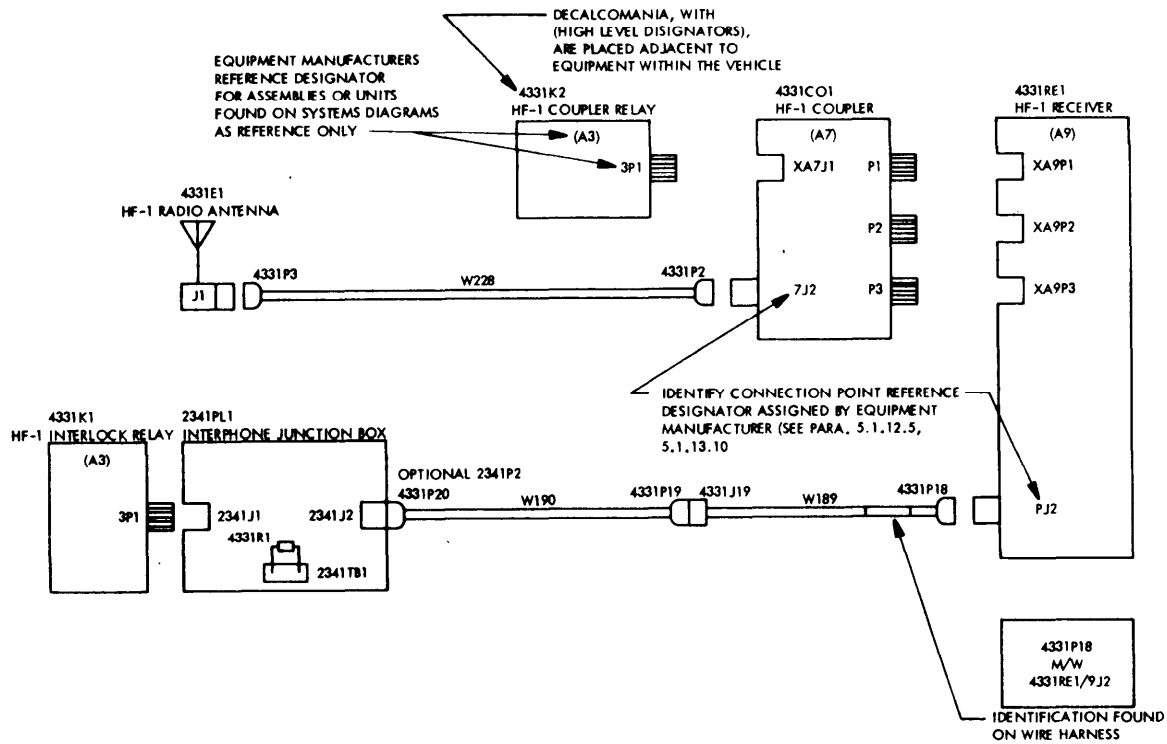 DECALCOMANIA, WITH
(HIGH LEVEL DISIGNATORS),
ARE PLACED ADJACENT TO
EQUIPMENT WITHIN THE VEHICLE
EQUIPMENT MANUFACTURERS
REFERENCE DESIGNATOR
FOR ASSEMBLIES OR UNITS
FOUND ON SYSTEMS DIAGRAMS
AS REFERENCE ONLY
4331K2
HF-1 COUPLER RELAY
(A3)
3P1
4331CO1
HF-1 COUPLER
(A7)
XA7J1
P1
P2
7J2
P3
4331RE1
HF-1 RECEIVER
(A9)
XA9P1
XA9P2
XA9P3
PJ2
4331E1
HF-1 RADIO ANTENNA
J1
4331P3
W228
4331P2
IDENTIFY CONNECTION POINT REFERENCE
DESIGNATOR ASSIGNED BY EQUIPMENT
MANUFACTURER (SEE PARA. 5.1.12.5,
5.1.13.10
4331K1
HF-1 INTERLOCK RELAY
(A3)
3P1
2341PL1
INTERPHONE JUNCTION BOX
2341J1
2341J2
4331R1
2341TB1
OPTIONAL 2341P2
4331P20
W190
4331P19
4331J19
W189
4331P18
4331P18
M/W
4331RE1/9J2
IDENTIFICATION FOUND
ON WIRE HARNESS